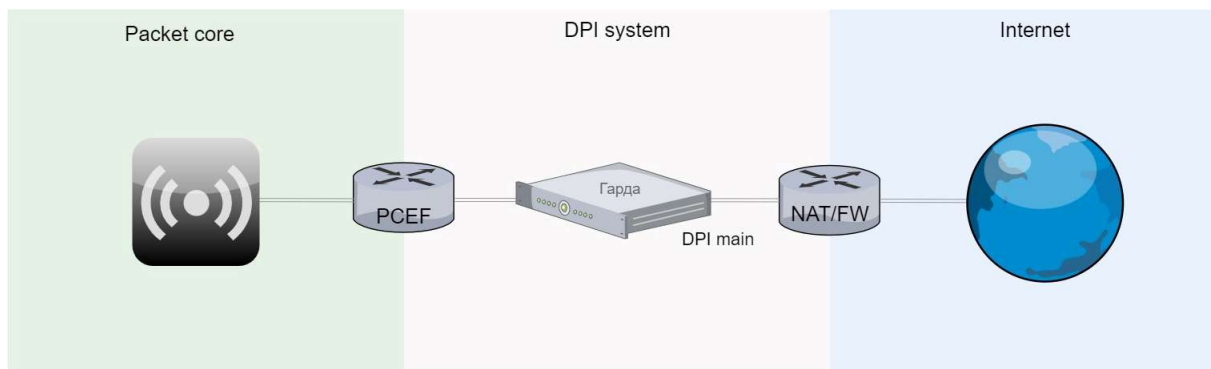 Packet core
DPI system
Internet
Гарда
PCEF
NAT/FW
DPI main